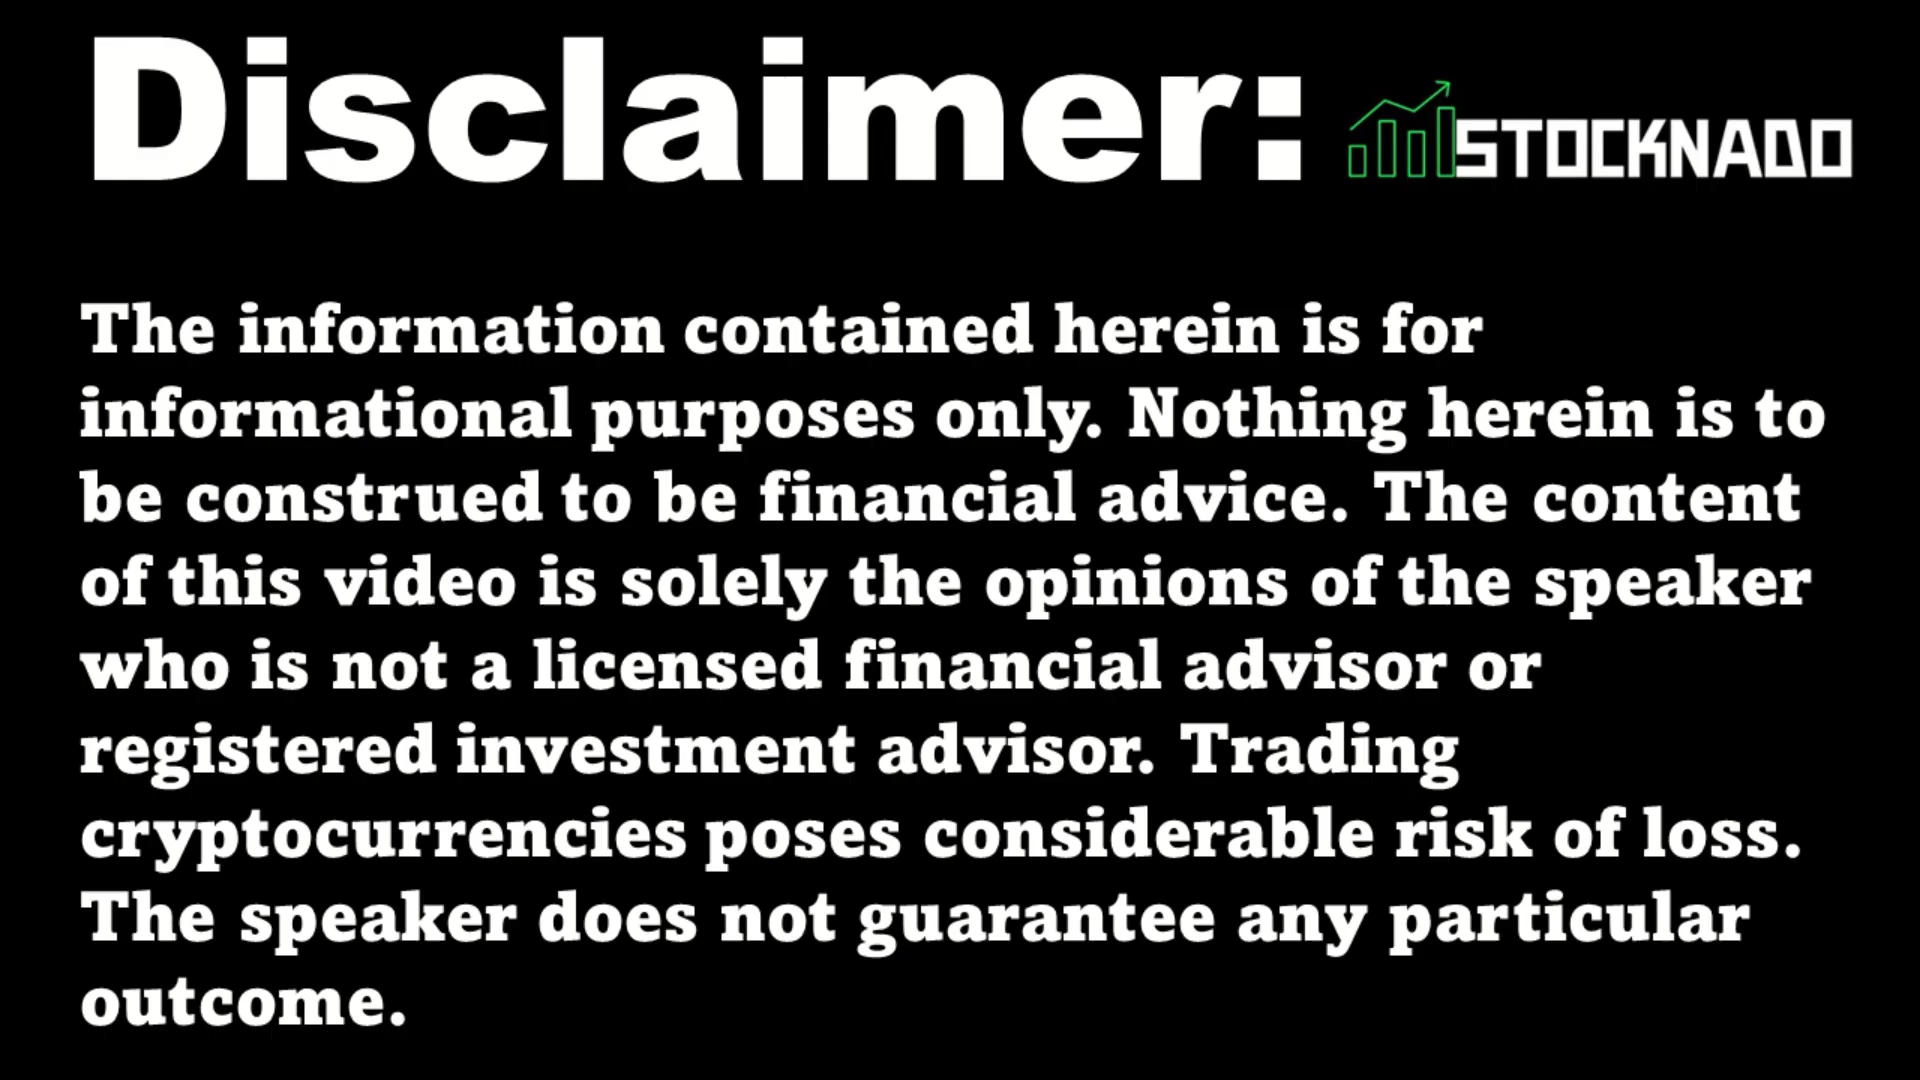 Disclaimer:
STOCKNADO
The information contained herein is for
informational purposes only. Nothing herein is to
be construed to be financial advice. The content
of this video is solely the opinions of the speaker
who is not a licensed financial advisor or
registered investment advisor. Trading
cryptocurrencies poses considerable risk of loss.
The speaker does not guarantee any particular
outcome.